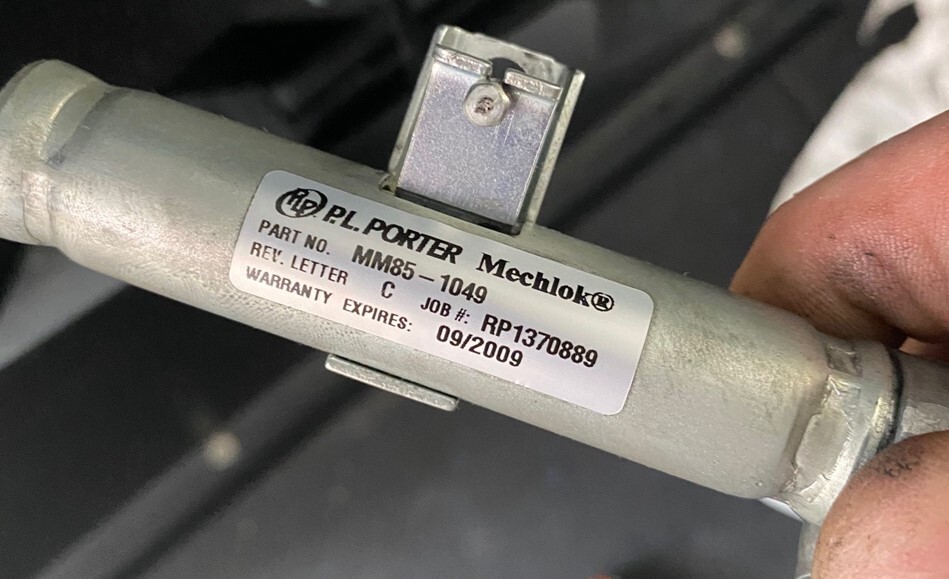 PLP P.L. PORTER Mechlok®
PART NO. MM85-1049
REV. LETTER C JOB #: RP1370889
WARRANTY EXPIRES: 09/2009